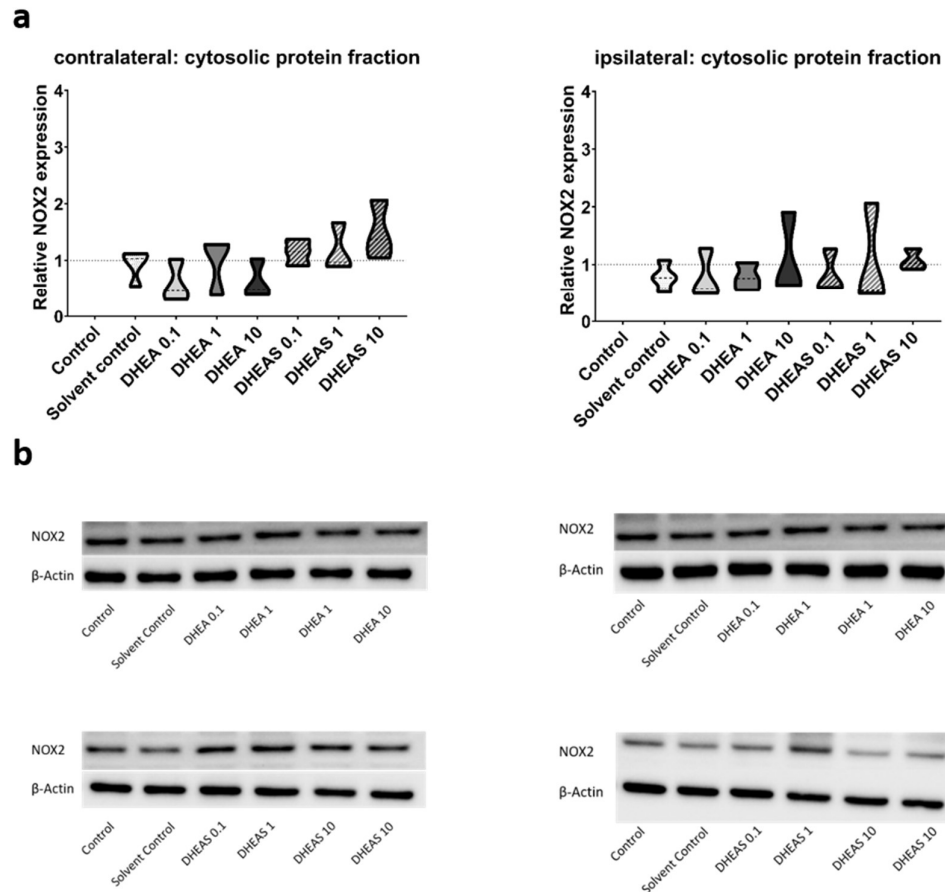 a
contralateral: cytosolic protein fraction
Relative NOX2 expression
4
3
2
1
0
Control
Solvent control
DHEA 0.1
DHEA 1
DHEA 10
DHEAS 0.1
DHEAS 1
DHEAS 10
ipsilateral: cytosolic protein fraction
Relative NOX2 expression
4
3
2
1
0
Control
Solvent control
DHEA 0.1
DHEA 1
DHEA 10
DHEAS 0.1
DHEAS 1
DHEAS 10
b
NOX2
β-Actin
Control
Solvent Control
DHEA 0.1
DHEA 1
DHEA 1
DHEA 10
NOX2
β-Actin
Control
Solvent Control
DHEA 0.1
DHEA 1
DHEA 1
DHEA 10
NOX2
β-Actin
Control
Solvent Control
DHEAS 0.1
DHEAS 1
DHEAS 10
DHEAS 10
NOX2
β-Actin
Control
Solvent Control
DHEAS 0.1
DHEAS 1
DHEAS 10
DHEAS 10